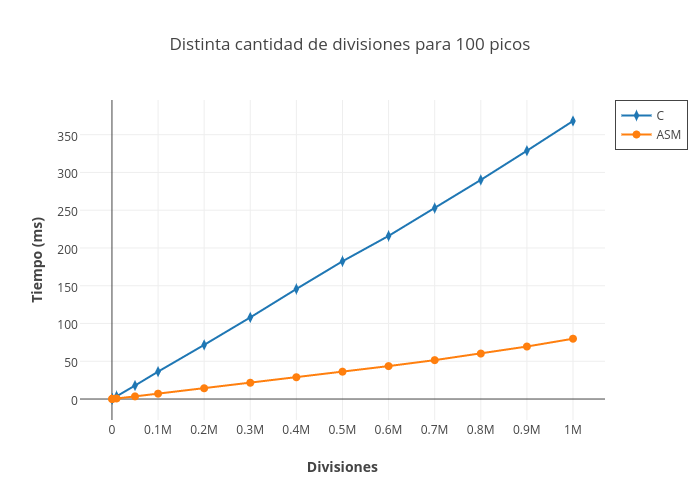 Distinta cantidad de divisiones para 100 picos
C
ASM
Tiempo (ms)
350
300
250
200
150
100
50
0
0 0.1M 0.2M 0.3M 0.4M 0.5M 0.6M 0.7M 0.8M 0.9M 1M
Divisiones